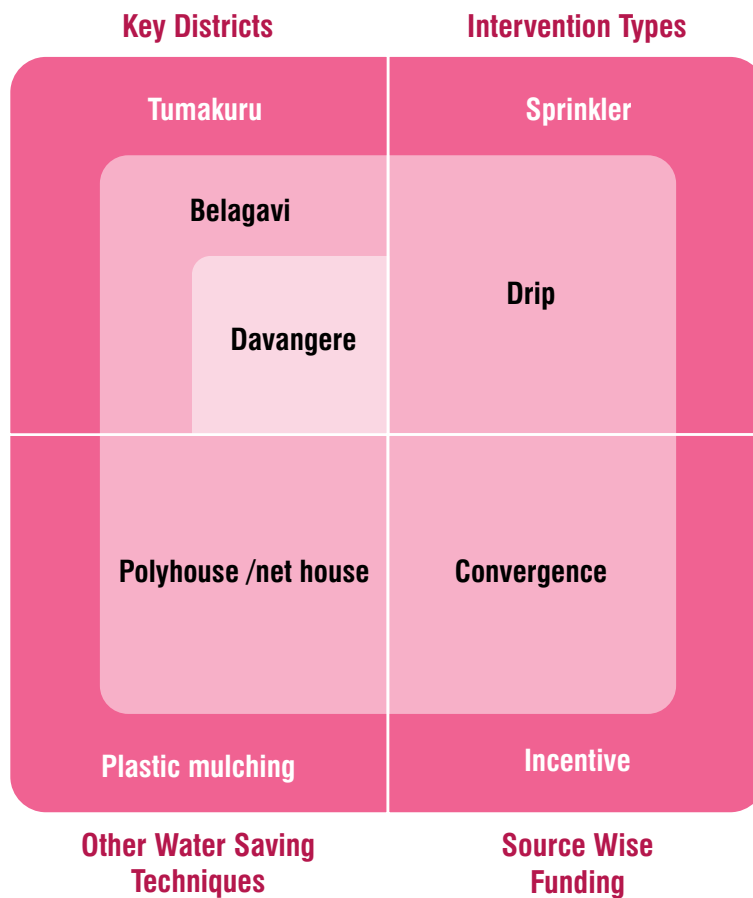 Key Districts
Intervention Types
Tumakuru
Sprinkler
Belagavi
Drip
Davangere
Polyhouse /net house
Convergence
Plastic mulching
Incentive
Other Water Saving
Techniques
Source Wise
Funding